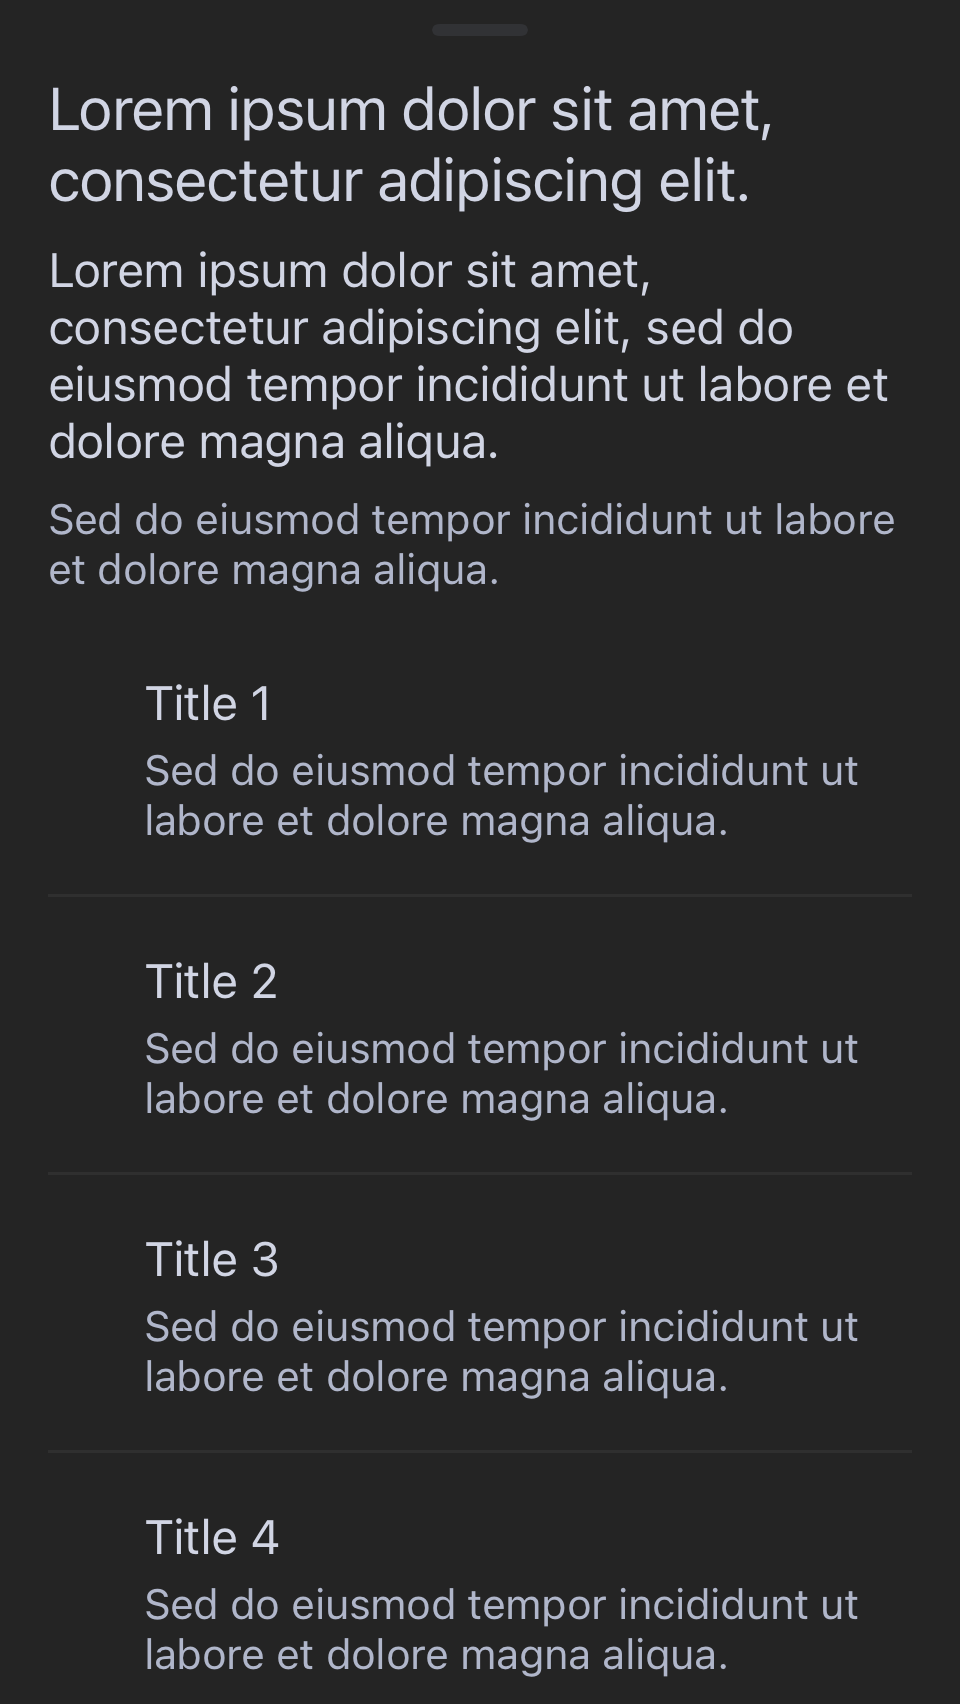 Lorem ipsum dolor sit amet,
consectetur adipiscing elit.
Lorem ipsum dolor sit amet,
consectetur adipiscing elit, sed do
eiusmod tempor incididunt ut labore et
dolore magna aliqua.
Sed do eiusmod tempor incididunt ut labore
et dolore magna aliqua.
Title 1
Sed do eiusmod tempor incididunt ut
labore et dolore magna aliqua.
Title 2
Sed do eiusmod tempor incididunt ut
labore et dolore magna aliqua.
Title 3
Sed do eiusmod tempor incididunt ut
labore et dolore magna aliqua.
Title 4
Sed do eiusmod tempor incididunt ut
labore et dolore magna aliqua.